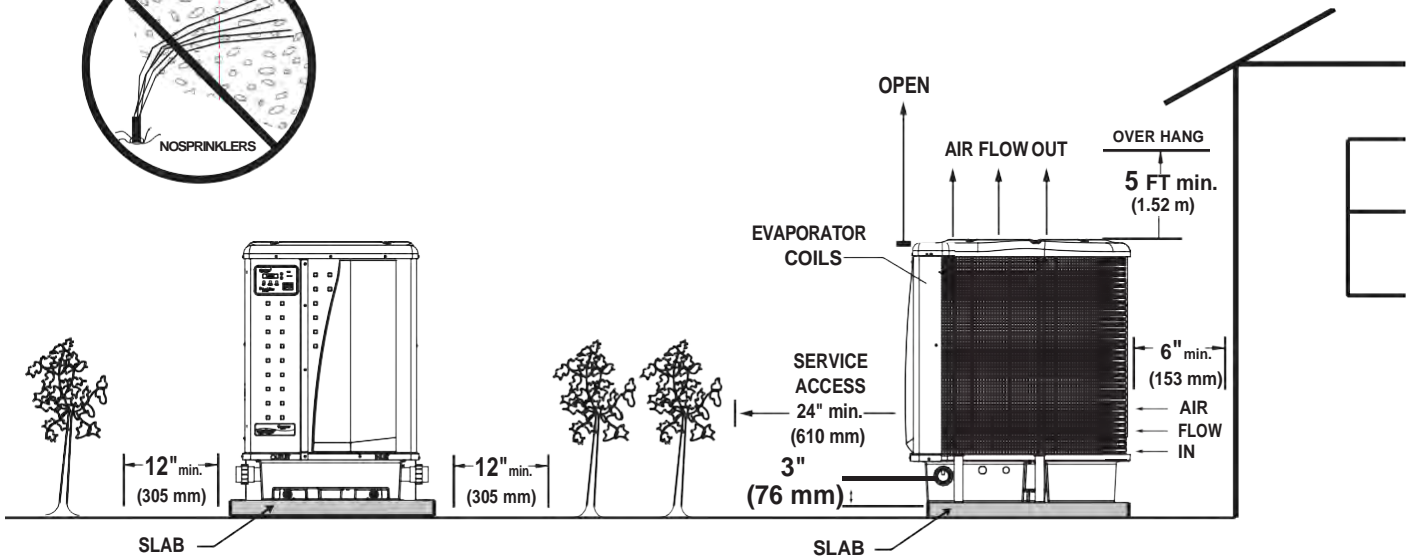 NOSPRINKLERS
OPEN
AIR FLOW OUT
OVER HANG
5 FT min.
(1.52 m)
EVAPORATOR
COILS
SERVICE
ACCESS
24" min.
(610 mm)
6" min.
(153 mm)
AIR
FLOW
IN
12" min.
(305 mm)
12" min.
(305 mm)
3"
(76 mm)
SLAB
SLAB